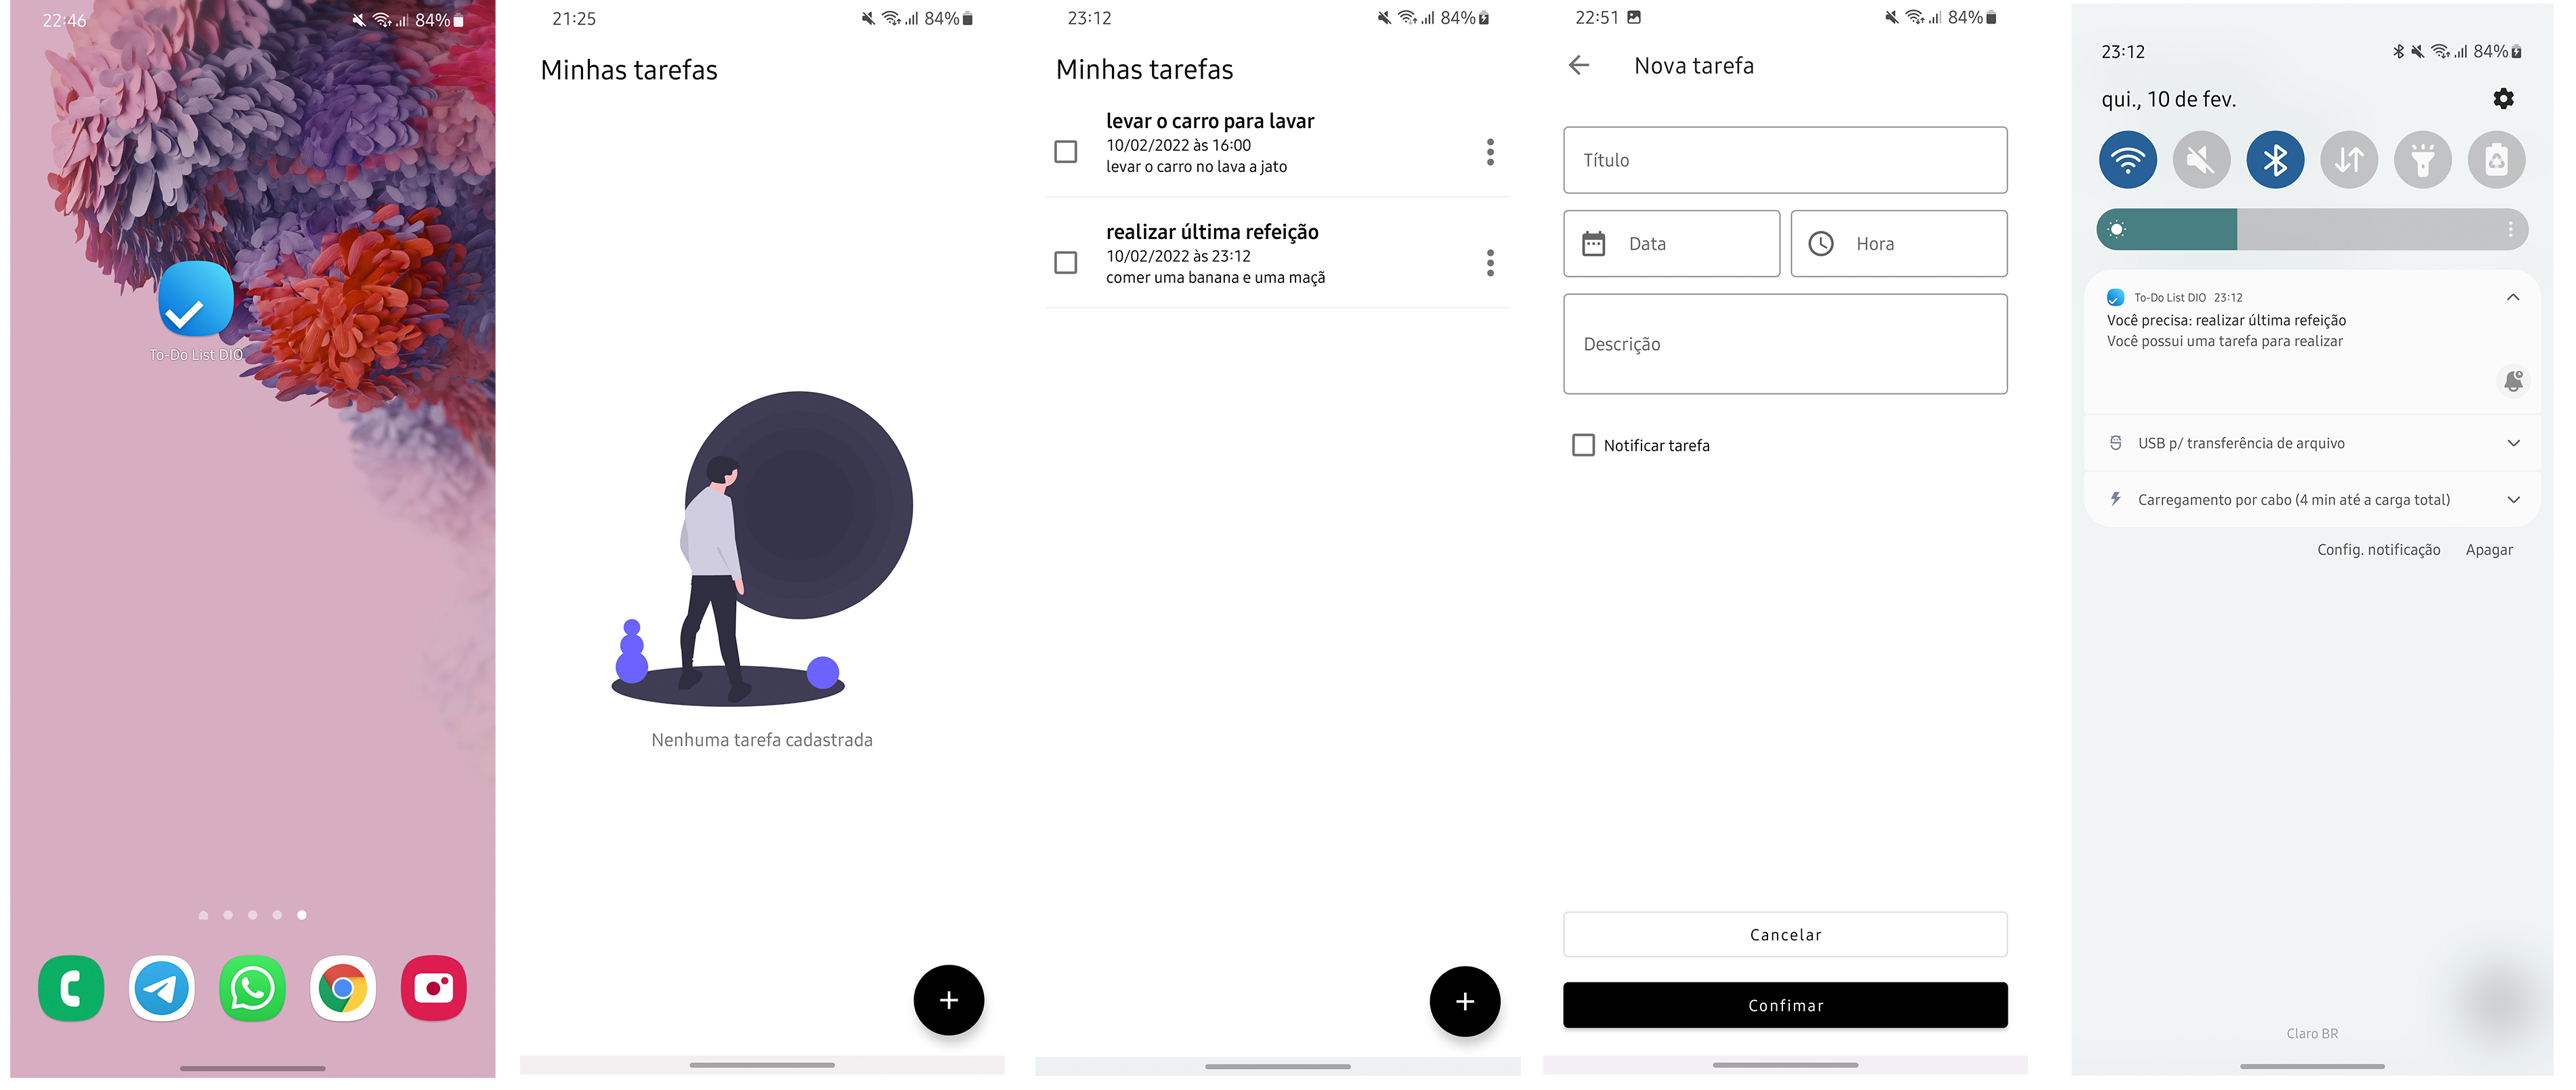 22:46
84%
To-Do List DIO
21:25
84%
Minhas tarefas
Nenhuma tarefa cadastrada
+
23:12
84%
Minhas tarefas
levar o carro para lavar
10/02/2022 às 16:00
levar o carro no lava a jato
realizar última refeição
10/02/2022 às 23:12
comer uma banana e uma maçã
+
22:51
84%
Nova tarefa
Título
Data
Hora
Descrição
Notificar tarefa
Cancelar
Confimar
23:12
84%
qui., 10 de fev.
To-Do List DIO 23:12
Você precisa: realizar última refeição
Você possui uma tarefa para realizar
USB p/ transferência de arquivo
Carregamento por cabo (4 min até a carga total)
Config. notificação Apagar
Claro BR